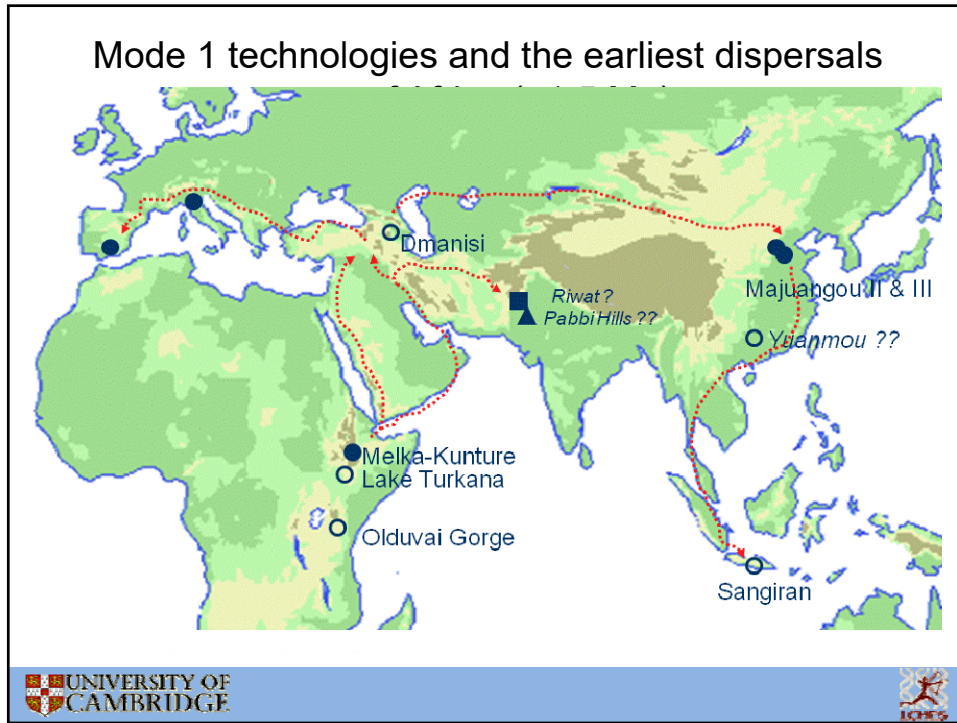 Mode 1 technologies and the earliest dispersals
Dmanisi
Majuangou II & III
Riwat?
Pabbi Hills ??
Yuanmou ??
Melka-Kunture
Lake Turkana
Olduvai Gorge
Sangiran
UNIVERSITY OF
CAMBRIDGE